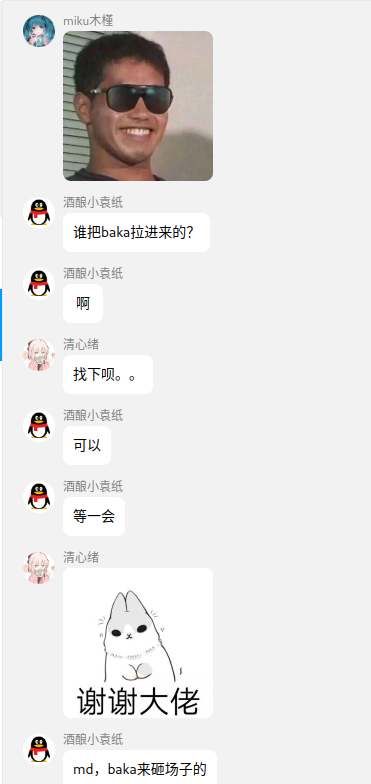 miku木槿
酒酿小袁纸
谁把baka拉进来的？
酒酿小袁纸
啊
清心绪
找下呗。。
酒酿小袁纸
可以
酒酿小袁纸
等一会
清心绪
谢谢大佬
酒酿小袁纸
md，baka来砸场子的